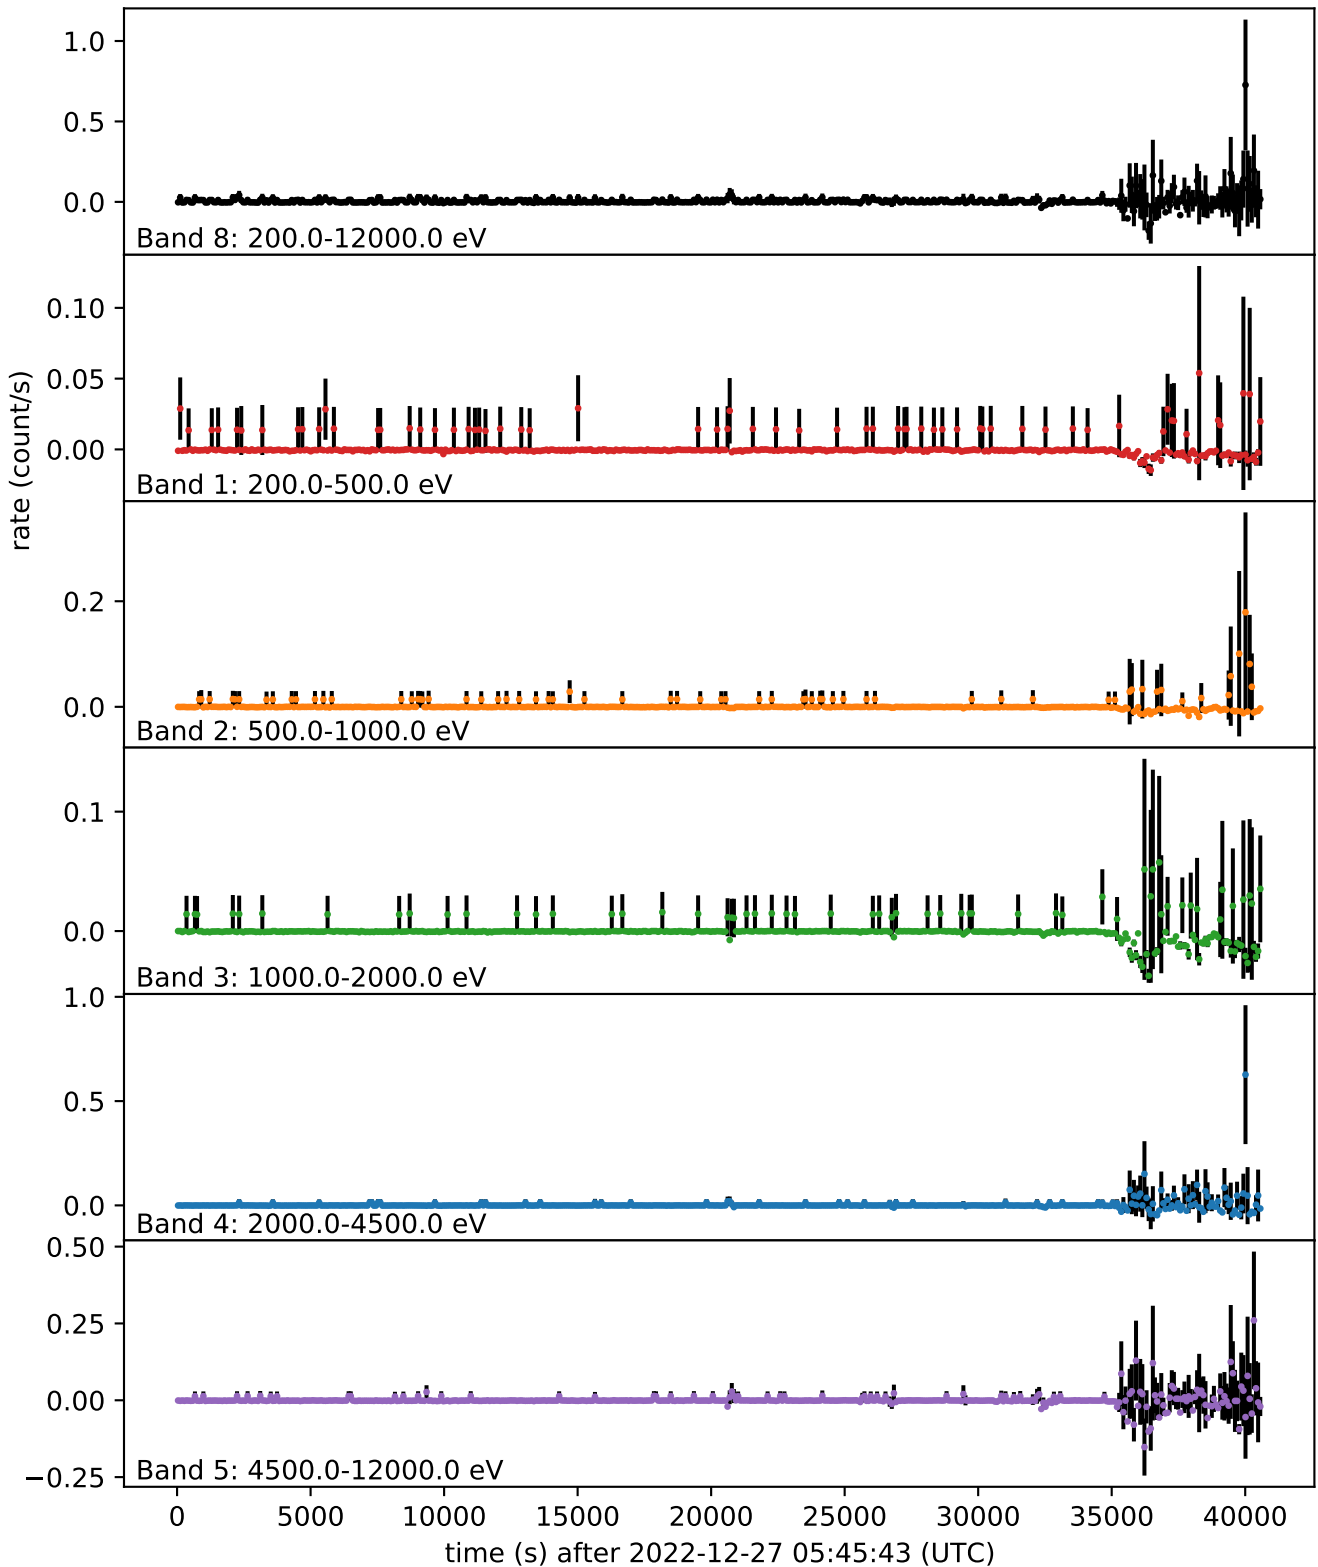 1.0
0.5
0.0
Band 8: 200.0-12000.0 eV
rate (count/s)
0.10
0.05
0.00
Band 1: 200.0-500.0 eV
0.2
0.0
Band 2: 500.0-1000.0 eV
0.1
0.0
Band 3: 1000.0-2000.0 eV
1.0
0.5
0.0
Band 4: 2000.0-4500.0 eV
0.50
0.25
0.00
−0.25
Band 5: 4500.0-12000.0 eV
0 5000 10000 15000 20000 25000 30000 35000 40000
time (s) after 2022-12-27 05:45:43 (UTC)